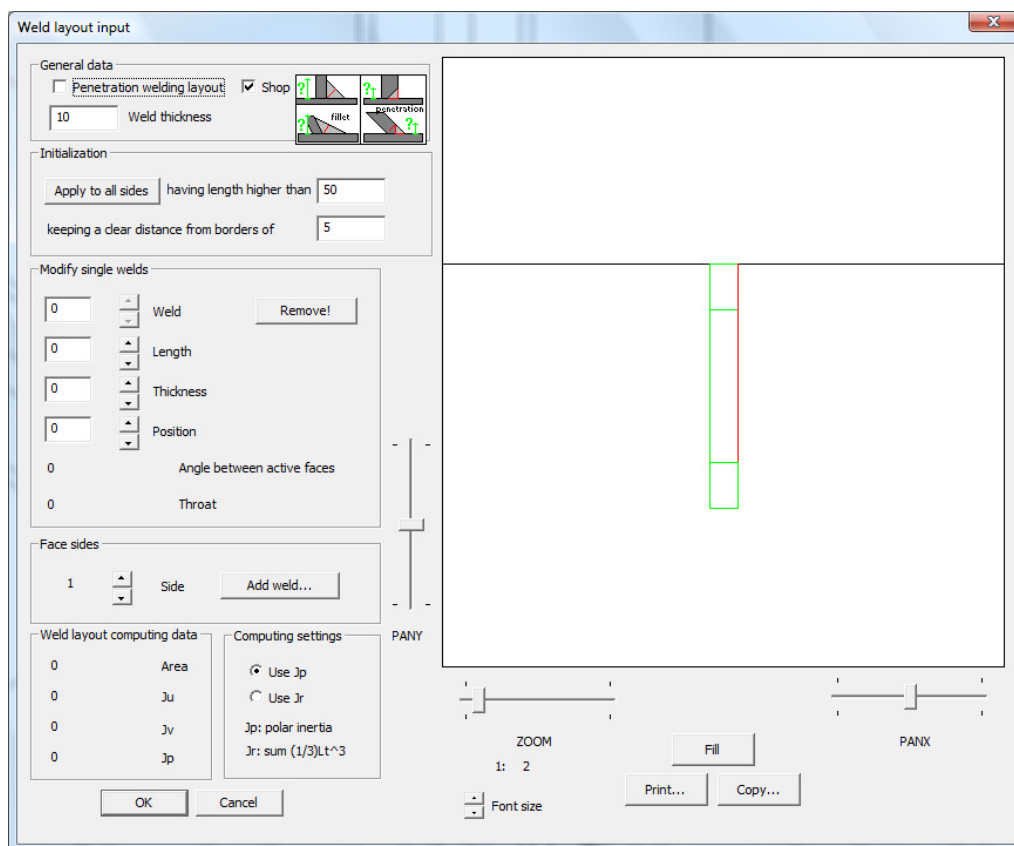 Weld layout input
General data
Penetration welding layout
Shop
10
Weld thickness
?
?
penetration
?
fillet
?
Initialization
Apply to all sides
having length higher than
50
keeping a clear distance from borders of
5
Modify single welds
0
Weld
Remove!
0
Length
0
Thickness
0
Position
0
Angle between active faces
0
Throat
Face sides
1
Side
Add weld...
Weld layout computing data
0
Area
0
Ju
0
Jv
0
Jp
Computing settings
Use Jp
Use Jr
Jp: polar inertia
Jr: sum (1/3)Lt^3
PANY
OK
Cancel
ZOOM
1: 2
Font size
Fill
Print...
Copy...
PANX